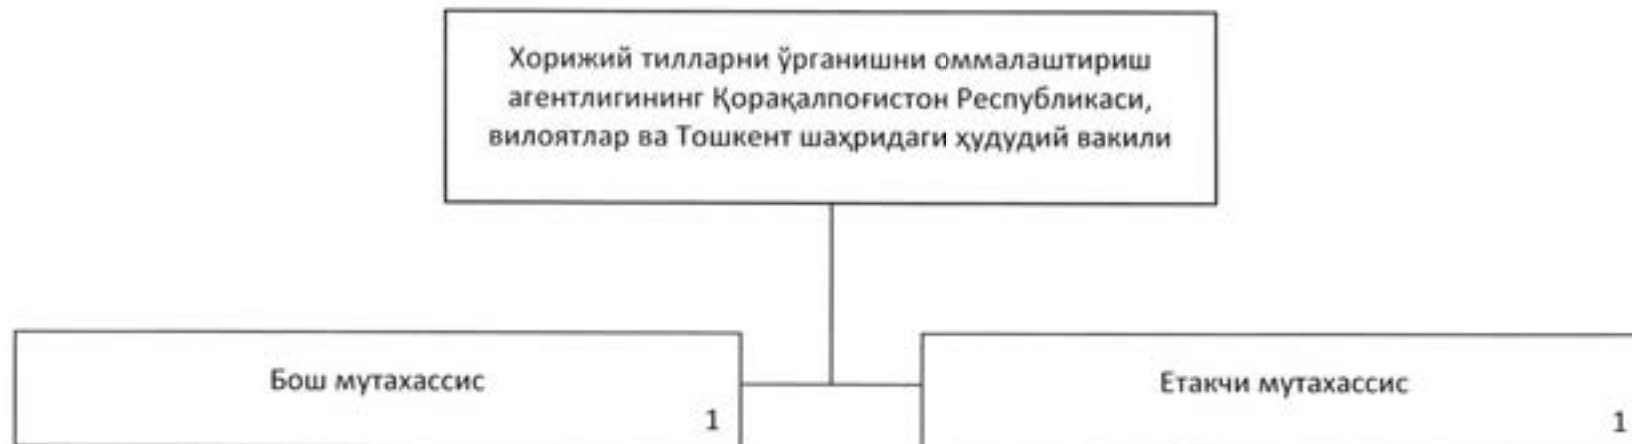 Хорижий тилларни ўрганишни оммалаштириш
агентлигининг Қорақалпоғистон Республикаси,
вилоятлар ва Тошкент шаҳридаги ҳудудий вакили
Бош мутахассис
1
Етакчи мутахассис
1